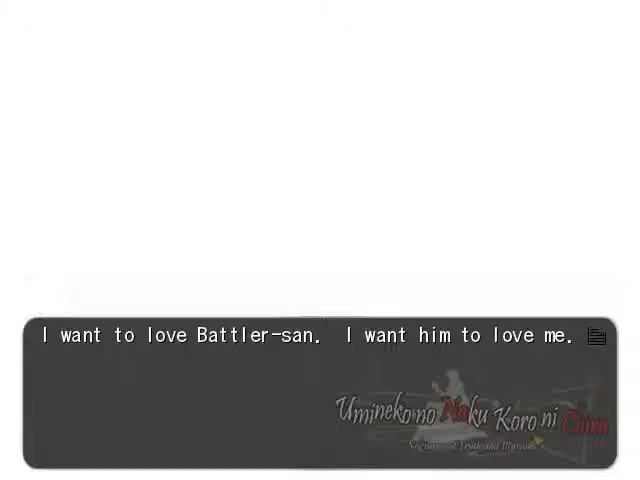 I want to love Battler-san. I want him to love me.
Umineko no Naku Koro ni Chiru